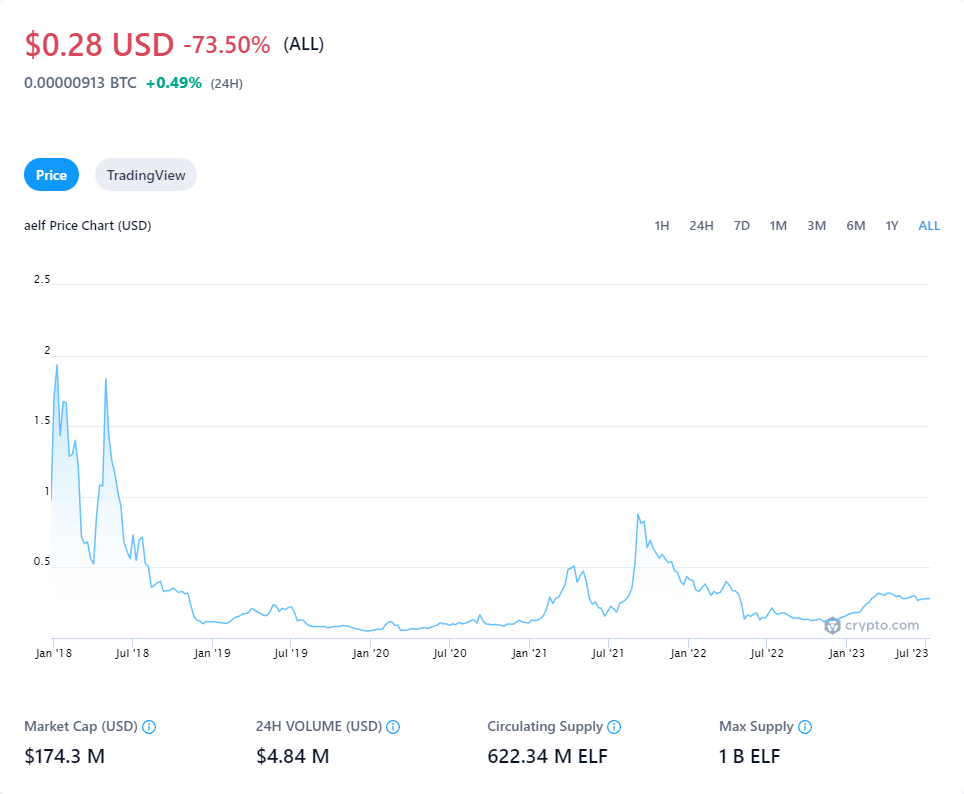 $0.28 USD -73.50% (ALL)
0.00000913 BTC +0.49% (24H)
Price TradingView
aelf Price Chart (USD) 1H 24H 7D 1M 3M 6M 1Y ALL
2.5
2
1.5
1
0.5
crypto.com
Jan '18 Jul '18 Jan '19 Jul '19 Jan '20 Jul '20 Jan '21 Jul '21 Jan '22 Jul '22 Jan '23 Jul '23
Market Cap (USD) 24H VOLUME (USD) Circulating Supply Max Supply
$174.3 M $4.84 M 622.34 M ELF 1 B ELF